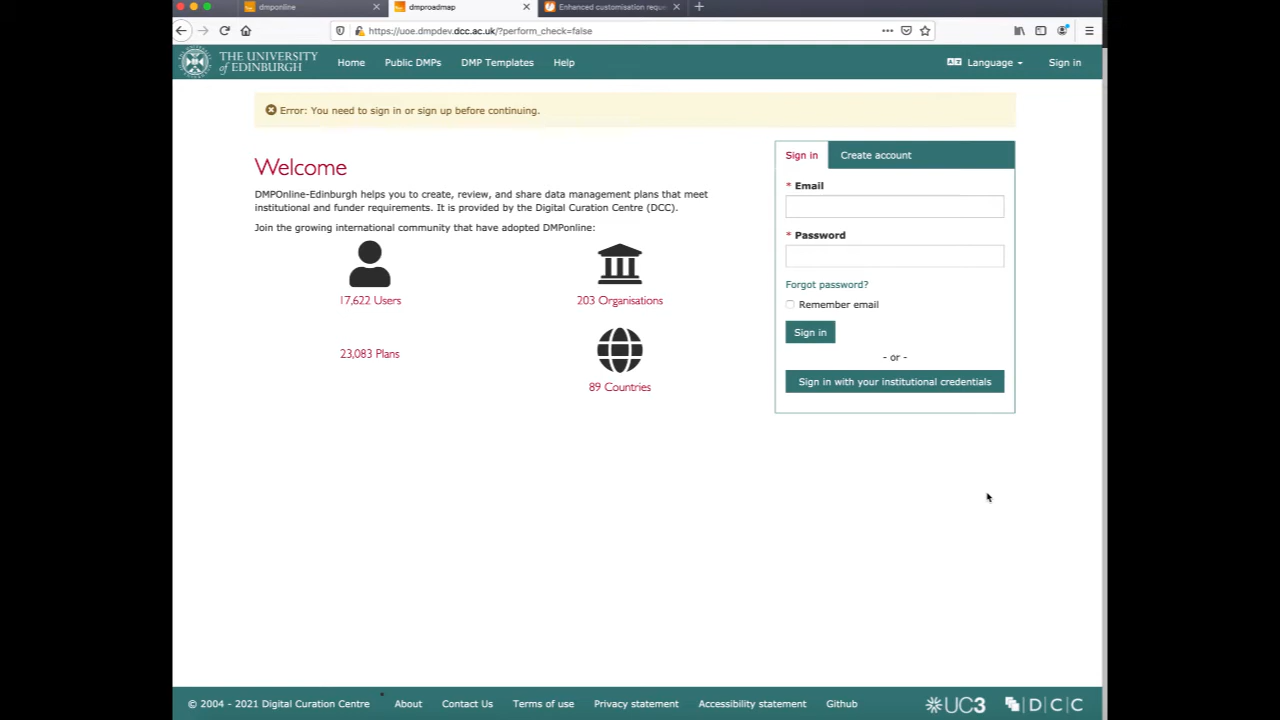 dmponline
dmproadmap
Enhanced customisation requ
https://uoe.dmpdev.dcc.ac.uk/?perform_check=false
THE UNIVERSITY
of EDINBURGH
Home
Public DMPs
DMP Templates
Help
Language
Sign in
Error: You need to sign in or sign up before continuing.
Welcome
DMPOnline-Edinburgh helps you to create, review, and share data management plans that meet
institutional and funder requirements. It is provided by the Digital Curation Centre (DCC).
Join the growing international community that have adopted DMPonline:
17,622 Users
203 Organisations
23,083 Plans
89 Countries
Sign in
Create account
* Email
* Password
Forgot password?
Remember email
Sign in
- or -
Sign in with your institutional credentials
© 2004 - 2021 Digital Curation Centre
About
Contact Us
Terms of use
Privacy statement
Accessibility statement
Github
UC3
DCC